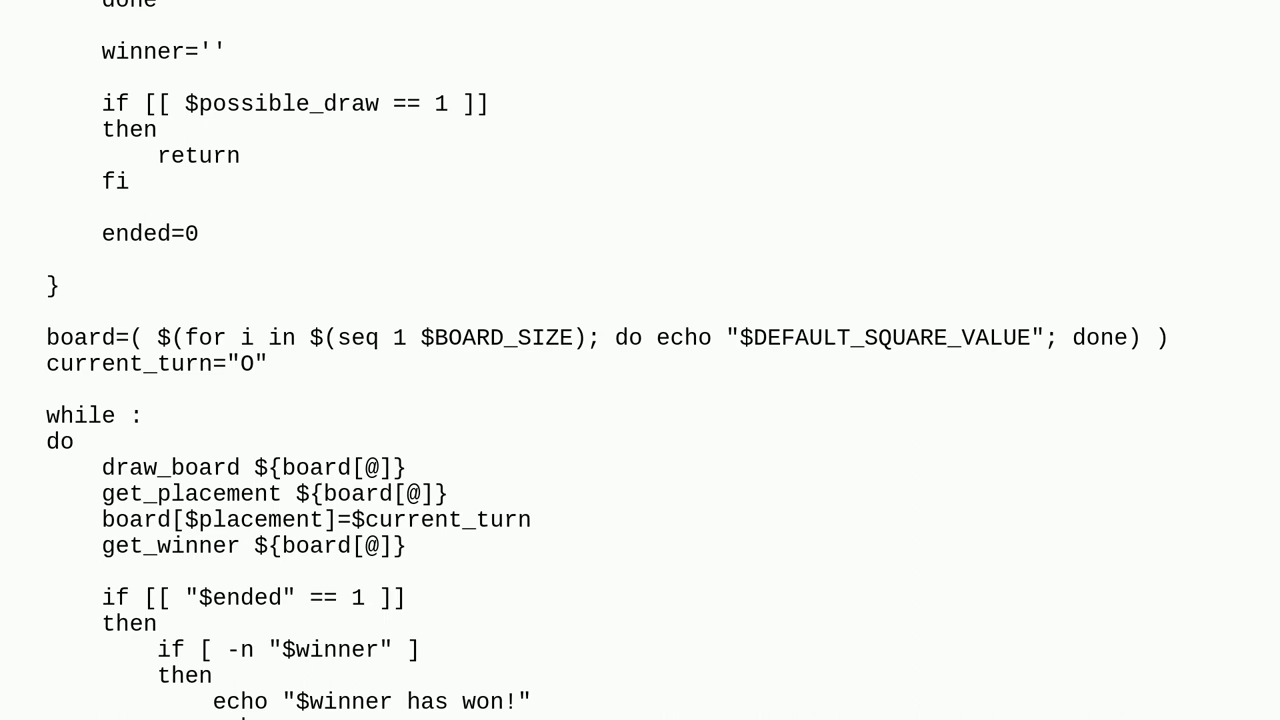 done
winner=''
if [[ $possible_draw == 1 ]]
then
return
fi
ended=0
}
board=( $(for i in $(seq 1 $BOARD_SIZE); do echo "$DEFAULT_SQUARE_VALUE"; done) )
current_turn="O"
while :
do
draw_board ${board[@]}
get_placement ${board[@]}
board[$placement]=$current_turn
get_winner ${board[@]}
if [[ "$ended" == 1 ]]
then
if [ -n "$winner" ]
then
echo "$winner has won!"